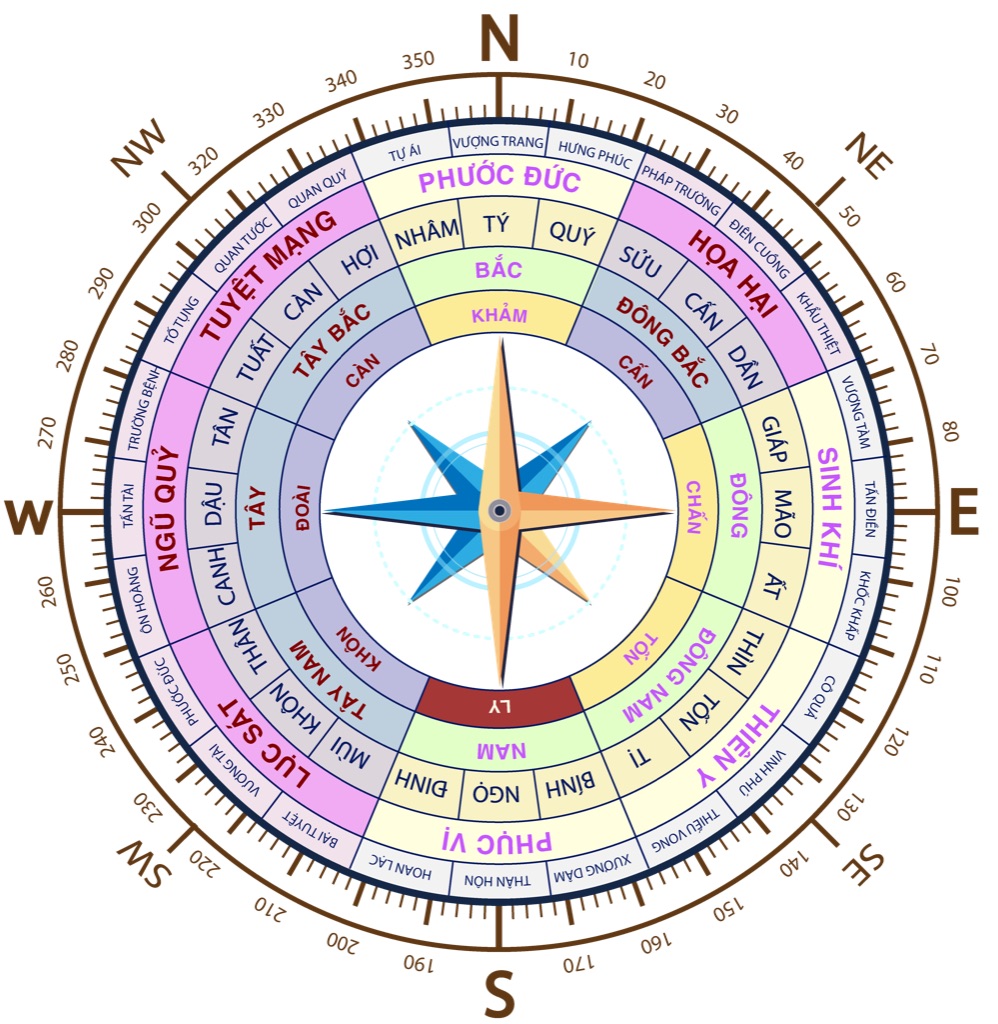 N
10
20
30
40
NE
50
60
70
80
E
100
110
120
130
SE
140
150
160
170
S
190
200
210
220
SW
230
240
250
260
W
270
280
290
300
NW
320
330
340
350
TỰ ÁI
VƯỢNG TRANG
HƯNG PHÚC
PHÁP TRƯỜNG
ĐIÊN CUỒNG
KHẨU THIỆT
VƯỢNG TÀM
TẤN ĐIỀN
KHỐC KHẤP
CÔ QUẢ
VINH PHÚ
THIẾU VONG
XƯƠNG DÂM
THÂN HÔN
HOAN LẠC
BẠI TUYỆT
VƯỢNG TÀI
PHƯỚC ĐỨC
ÔN HOÀNG
TẤN TÀI
TRƯỜNG BỆNH
TỐ TỤNG
QUAN TƯỚC
QUAN QUÝ
PHƯỚC ĐỨC
HỌA HẠI
SINH KHÍ
THIÊN Y
PHỤC VỊ
LỤC SÁT
NGŨ QUỶ
TUYỆT MẠNG
NHÂM
TÝ
QUÝ
SỬU
CẤN
DẦN
GIÁP
MÃO
ẤT
THÌN
TỐN
TỊ
BÍNH
NGỌ
ĐINH
MÙI
KHÔN
THÂN
CANH
DẬU
TÂN
TUẤT
CÀN
HỢI
BẮC
ĐÔNG BẮC
ĐÔNG
ĐÔNG NAM
NAM
TÂY NAM
TÂY
TÂY BẮC
KHẢM
CẤN
CHẤN
TỐN
LY
KHÔN
ĐOÀI
CÀN